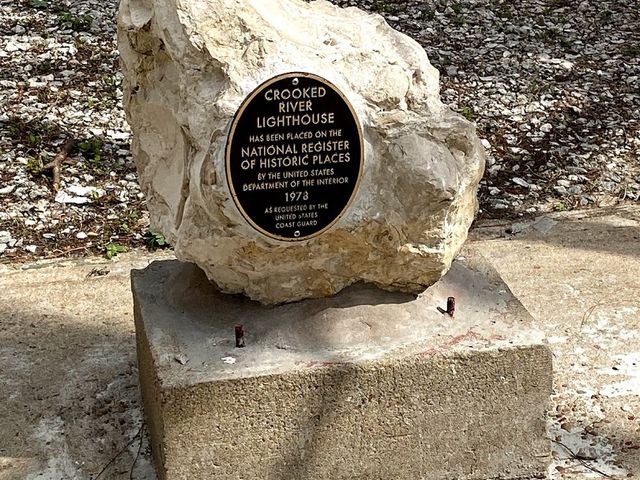 CROOKED
RIVER
LIGHTHOUSE
HAS BEEN PLACED ON THE
NATIONAL REGISTER
OF HISTORIC PLACES
BY THE UNITED STATES
DEPARTMENT OF THE INTERIOR
1978
AS REQUESTED BY THE
UNITED STATES
COAST GUARD